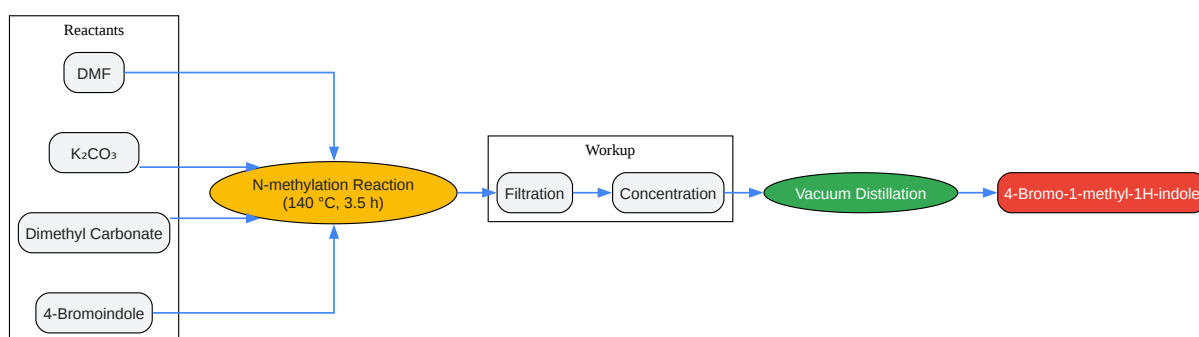 Reactants
DMF
K₂CO₃
Dimethyl Carbonate
4-Bromoindole
N-methylation Reaction
(140 °C, 3.5 h)
Workup
Filtration
Concentration
Vacuum Distillation
4-Bromo-1-methyl-1H-indole